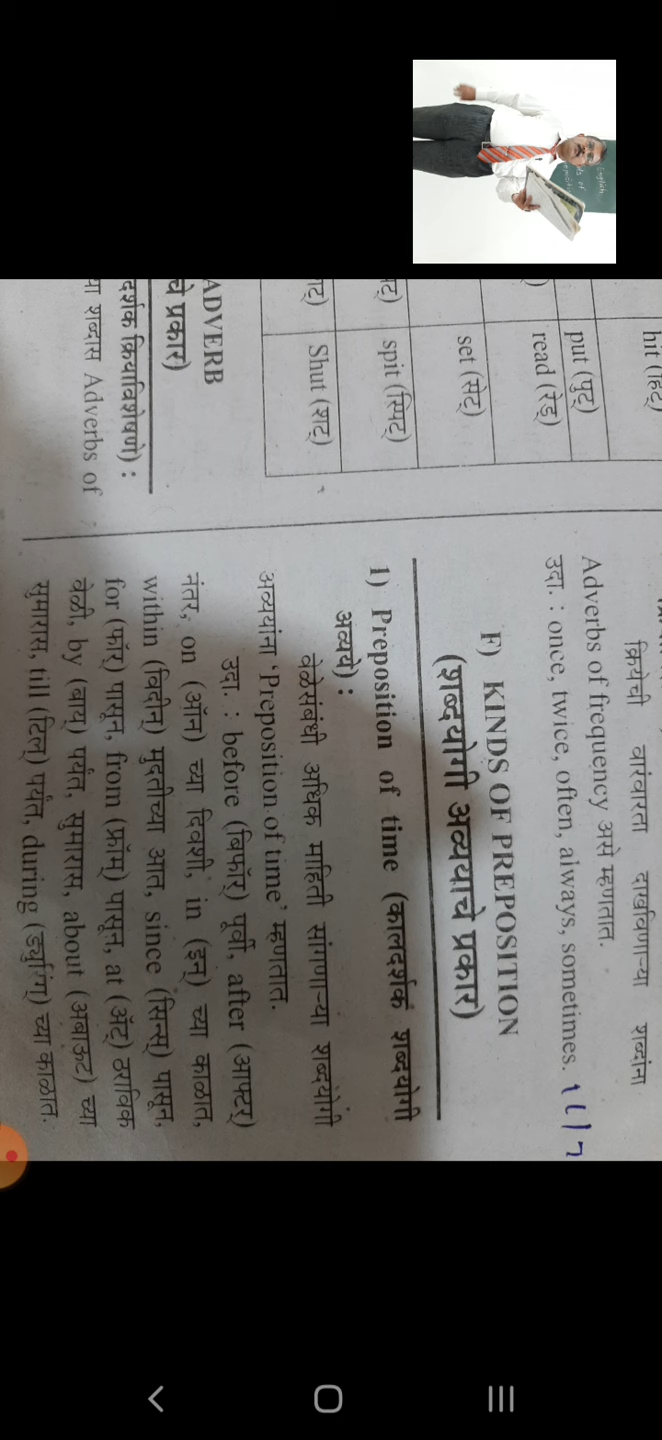 English
hit (हिट्)
put (पुट्)
read (रेड्)
set (सेट्)
spit (स्पिट्)
Shut (शट्)
ADVERB
चे प्रकार)
दर्शक क्रियाविशेषणे) :
या शब्दास Adverbs of
क्रियेची वारंवारता दाखविणाऱ्या शब्दांना
Adverbs of frequency असे म्हणतात.
उदा. : once, twice, often, always, sometimes.
F) KINDS OF PREPOSITION
(शब्दयोगी अव्ययाचे प्रकार)
1) Preposition of time (कालदर्शक शब्दयोगी
अव्यये) :
वेळेसंबंधी अधिक माहिती सांगणाऱ्या शब्दयोगी
अव्ययांना ‘Preposition of time’ म्हणतात.
उदा. : before (बिफॉर्) पूर्वी, after (आफ्टर्)
नंतर, on (ऑन) च्या दिवशी, in (इन्) च्या काळात,
within (विदीन्) मुदतीच्या आत, since (सिन्स्) पासून,
for (फॉर्) पासून, from (फ्रॉम्) पासून, at (ॲट्) ठराविक
वेळी, by (बाय्) पर्यंत, सुमारास, about (अबाऊट) च्या
सुमारास, till (टिल्) पर्यंत, during (ड्युरिंग) च्या काळात.